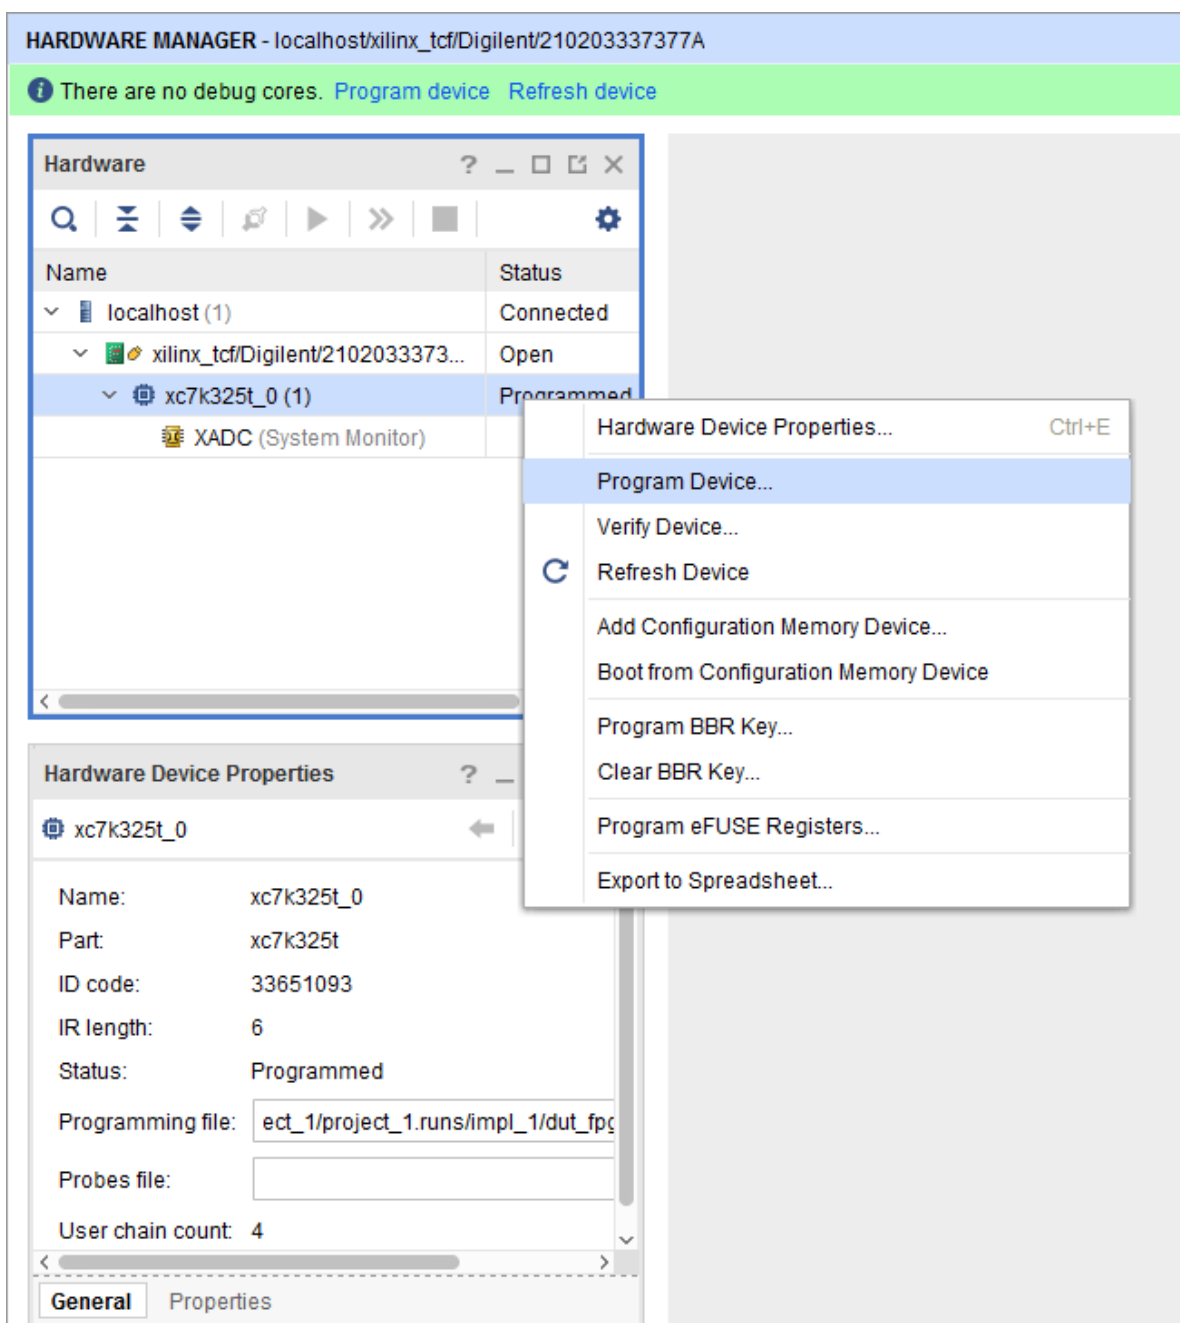 HARDWARE MANAGER - localhost/xilinx_tcf/Digilent/210203337377A
There are no debug cores. Program device Refresh device
Hardware
Name Status
localhost (1) Connected
xilinx_tcf/Digilent/2102033373... Open
xc7k325t_0 (1) Programmed
XADC (System Monitor)
Hardware Device Properties... Ctrl+E
Program Device...
Verify Device...
Refresh Device
Add Configuration Memory Device...
Boot from Configuration Memory Device
Program BBR Key...
Clear BBR Key...
Program eFUSE Registers...
Export to Spreadsheet...
Hardware Device Properties
xc7k325t_0
Name: xc7k325t_0
Part: xc7k325t
ID code: 33651093
IR length: 6
Status: Programmed
Programming file: ect_1/project_1.runs/impl_1/dut_fpg
Probes file:
User chain count: 4
General Properties